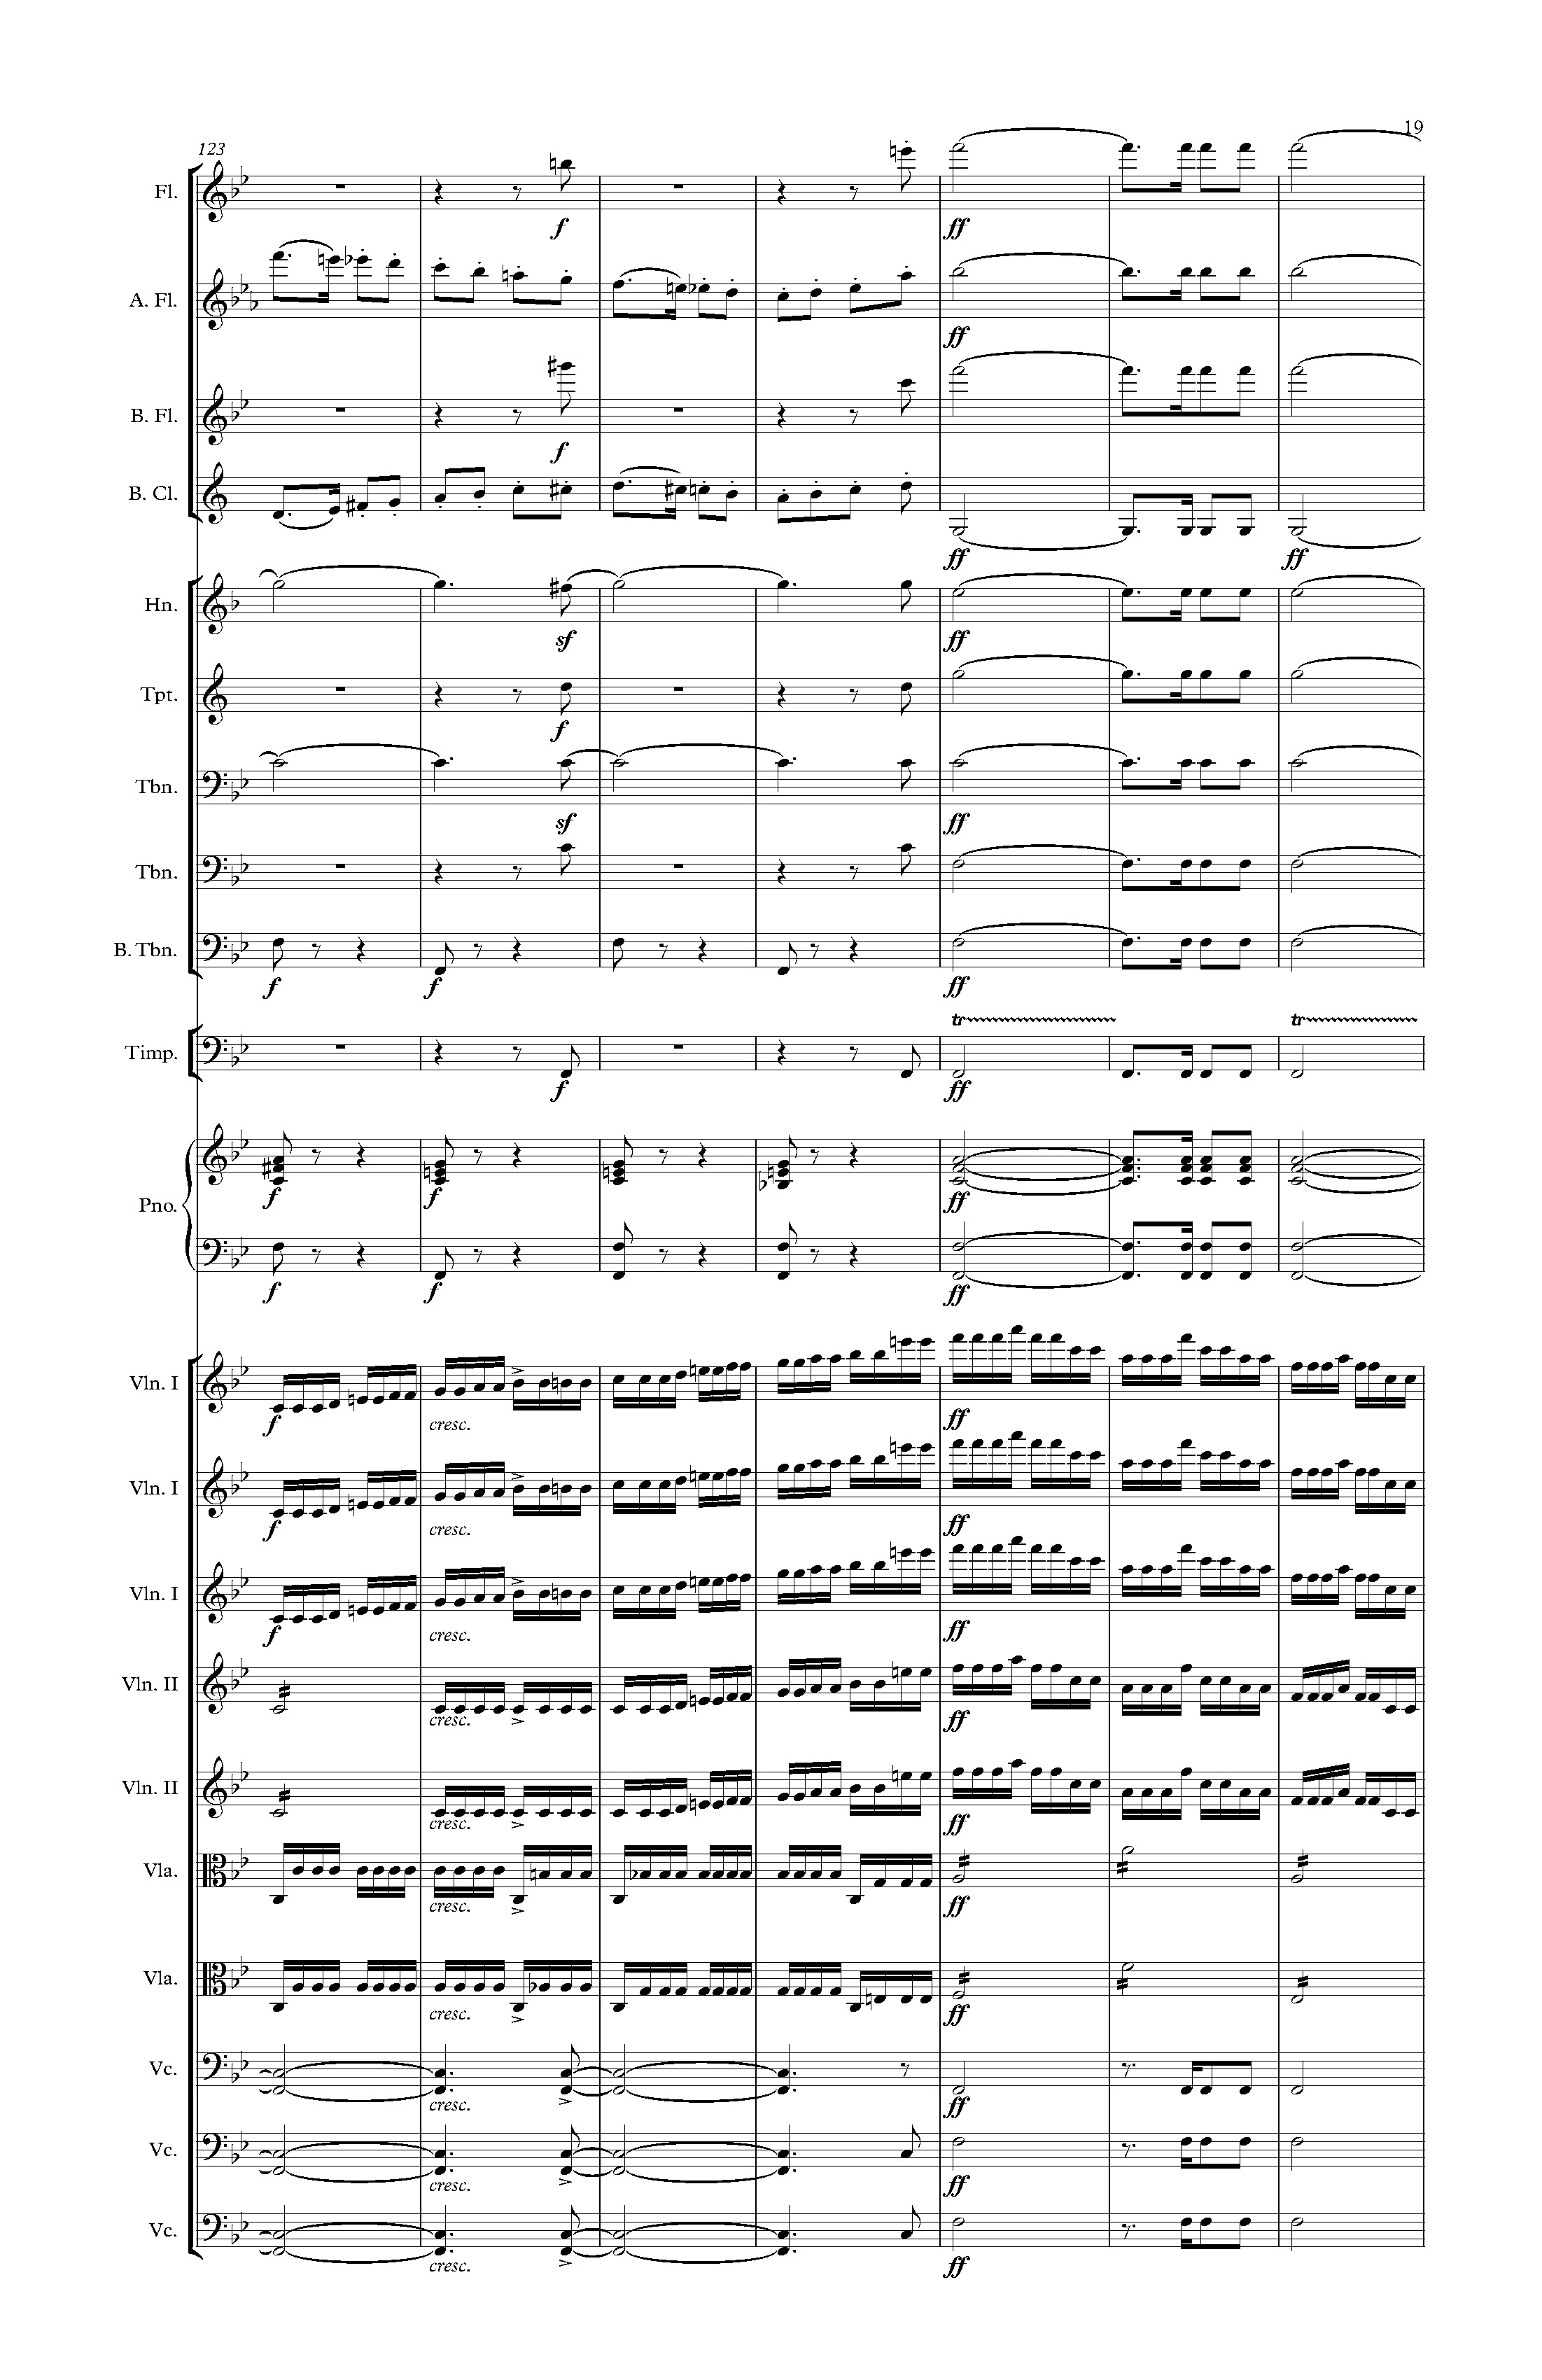 19
123
Fl.
f
ff
A. Fl.
ff
B. Fl.
f
B. Cl.
ff
ff
Hn.
sf
ff
Tpt.
f
Tbn.
sf
ff
Tbn.
B. Tbn.
f
f
ff
tr
tr
Timp.
f
ff
f
f
ff
Pno.
f
f
ff
Vln. I
f
cresc.
ff
Vln. I
f
cresc.
ff
Vln. I
f
cresc.
ff
Vln. II
cresc.
ff
Vln. II
cresc.
ff
Vla.
cresc.
ff
Vla.
cresc.
ff
Vc.
cresc.
ff
Vc.
cresc.
ff
Vc.
cresc.
ff